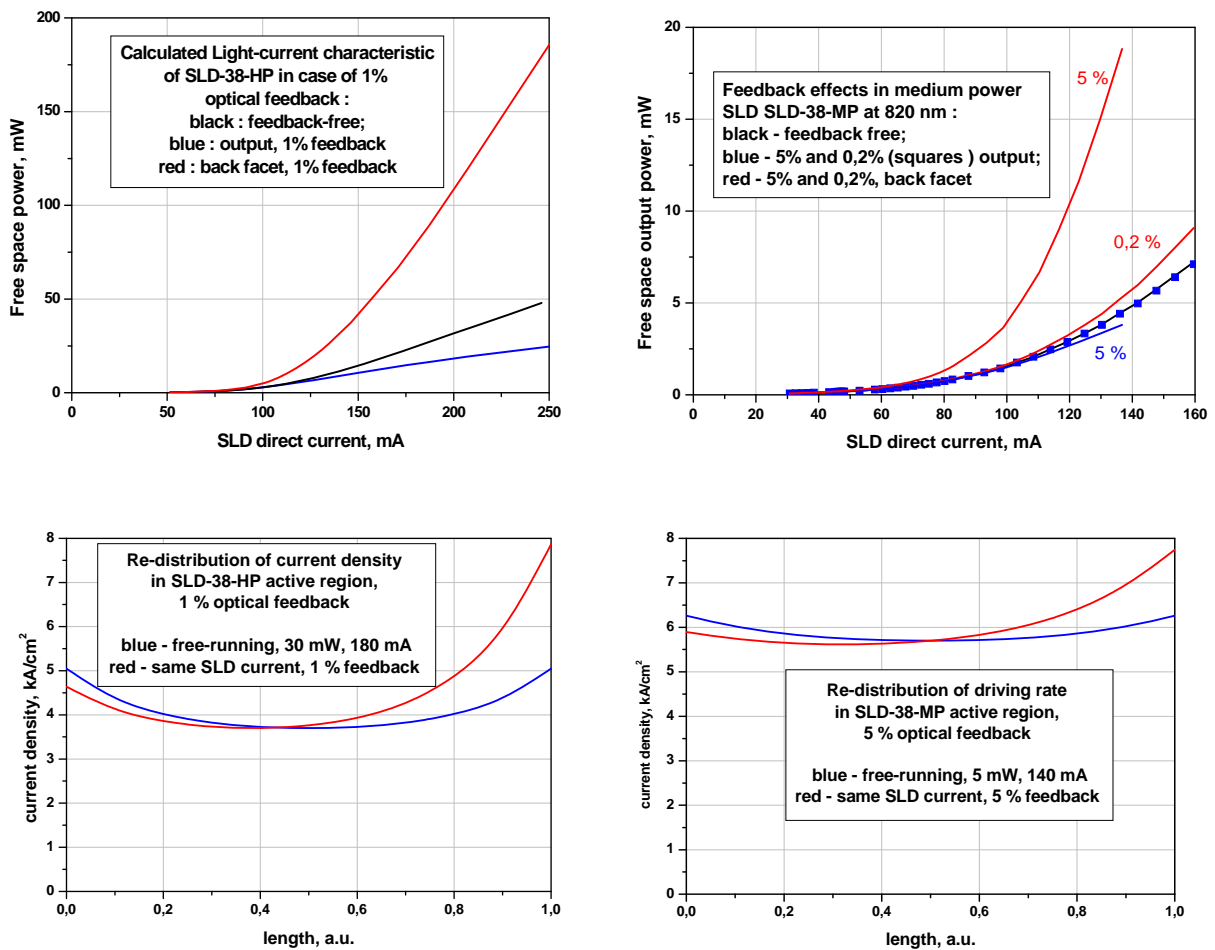 200
150
100
50
0
Free space power, mW
Calculated Light-current characteristic
of SLD-38-HP in case of 1%
optical feedback :
black : feedback-free;
blue : output, 1% feedback
red : back facet, 1% feedback
0 50 100 150 200 250
SLD direct current, mA
20
15
10
5
0
Free space output power, mW
Feedback effects in medium power
SLD SLD-38-MP at 820 nm :
black - feedback free;
blue - 5% and 0,2% (squares ) output;
red - 5% and 0,2%, back facet
5 %
0,2 %
5 %
0 20 40 60 80 100 120 140 160
SLD direct current, mA
8
7
6
5
4
3
2
1
0
current density, kA/cm2
Re-distribution of current density
in SLD-38-HP active region,
1 % optical feedback
blue - free-running, 30 mW, 180 mA
red - same SLD current, 1 % feedback
0,0 0,2 0,4 0,6 0,8 1,0
length, a.u.
8
7
6
5
4
3
2
1
0
current density, kA/cm2
Re-distribution of driving rate
in SLD-38-MP active region,
5 % optical feedback
blue - free-running, 5 mW, 140 mA
red - same SLD current, 5 % feedback
0,0 0,2 0,4 0,6 0,8 1,0
length, a.u.